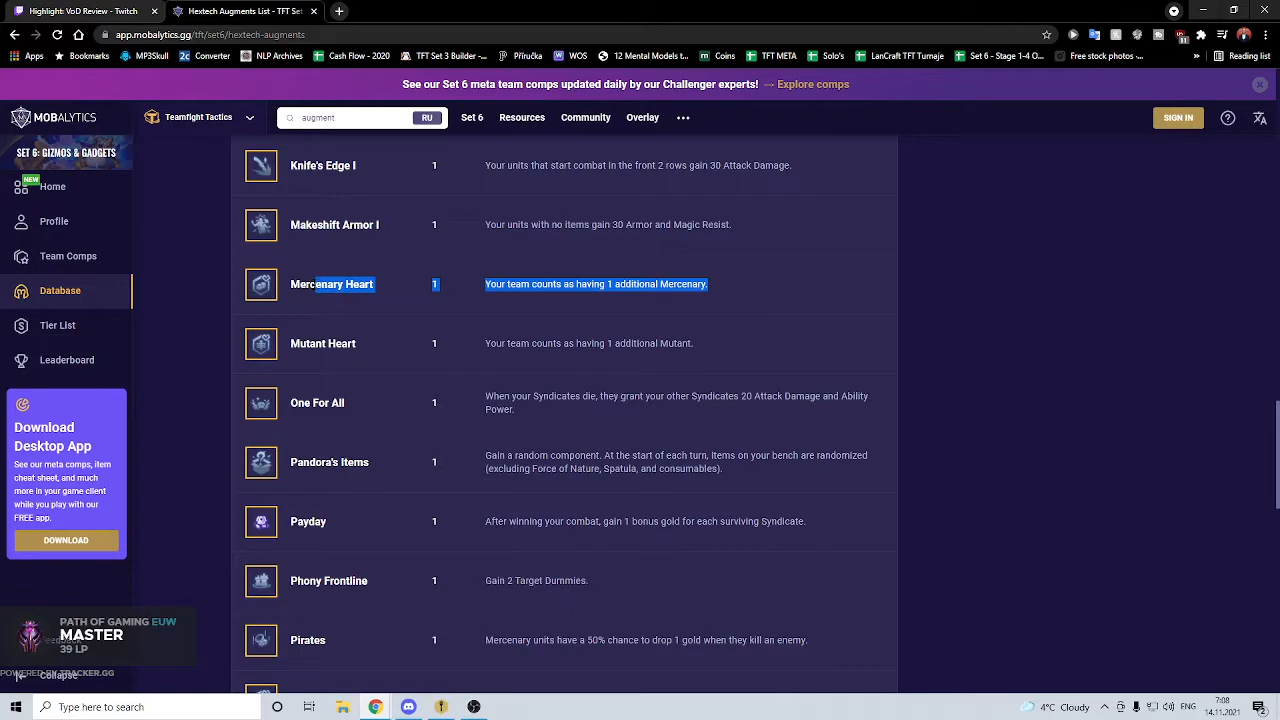 Highlights VoD Review - Twitch
Hextech Augments List - TFT Set
app.mobalytics.gg/tft/set6/hextech-augments
11
Apps
MP3Skull
Converter
NLP Archives
Cash Flow - 2020
TFT Set 3 Builder -...
Příručka
WOS
12 Mental Models t...
Coins
TFT META
Solo's
LanCraft TFT Turnaje
Set 6 - Stage 1-4 O...
Free stock photos ·...
»
Reading list
See our Set 6 meta team comps updated daily by our Challenger experts! — Explore comps
MOBALYTICS
Teamfight Tactics
augment
RU
Set 6
Resources
Community
Overlay
SIGN IN
SET 6: GIZMOS & GADGETS
NEW
Home
Profile
Team Comps
Database
Tier List
Leaderboard
Download
Desktop App
See our meta comps, item
cheat sheet, and much
more in your game client
while you play with our
FREE app.
DOWNLOAD
Feedback
PATH OF GAMING EUW
MASTER
39 LP
POWERED BY TRACKER.GG
Collapse
Knife's Edge I 1 Your units that start combat in the front 2 rows gain 30 Attack Damage.
Makeshift Armor I 1 Your units with no items gain 30 Armor and Magic Resist.
Mercenary Heart 1 Your team counts as having 1 additional Mercenary.
Mutant Heart 1 Your team counts as having 1 additional Mutant.
One For All 1 When your Syndicates die, they grant your other Syndicates 20 Attack Damage and Ability
Power.
Pandora's Items 1 Gain a random component. At the start of each turn, Items on your bench are randomized
(excluding Force of Nature, Spatula, and consumables).
Payday 1 After winning your combat, gain 1 bonus gold for each surviving Syndicate.
Phony Frontline 1 Gain 2 Target Dummies.
Pirates 1 Mercenary units have a 50% chance to drop 1 gold when they kill an enemy.
Type here to search
7°C Cloudy
ENG
7:08
14.11.2021
2